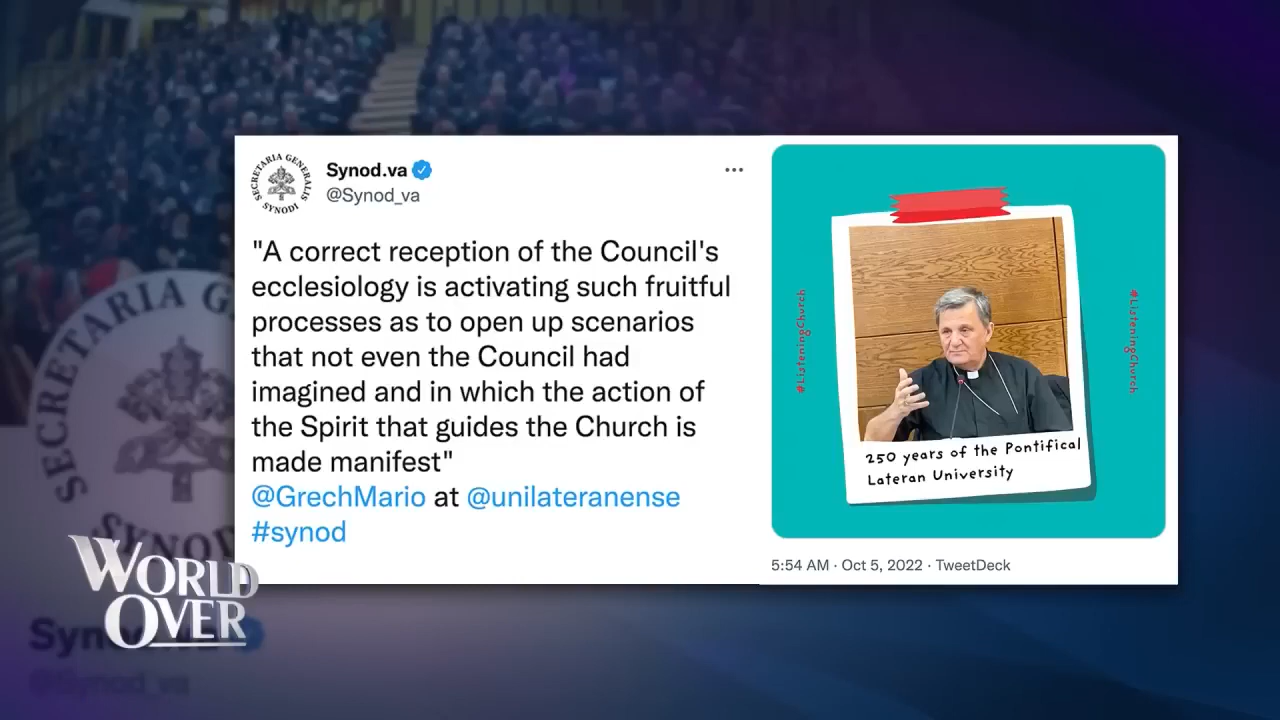 SECRETARIA GENERALIS SYNODI
Synod.va
@Synod_va
"A correct reception of the Council's
ecclesiology is activating such fruitful
processes as to open up scenarios
that not even the Council had
imagined and in which the action of
the Spirit that guides the Church is
made manifest"
@GrechMario at @unilateranense
#synod
#ListeningChurch
#ListeningChurch
250 years of the Pontifical
Lateran University
5:54 AM · Oct 5, 2022 · TweetDeck
SECRETARIA G
SYNOD
WORLD
OVER
Syno
@Synod_va